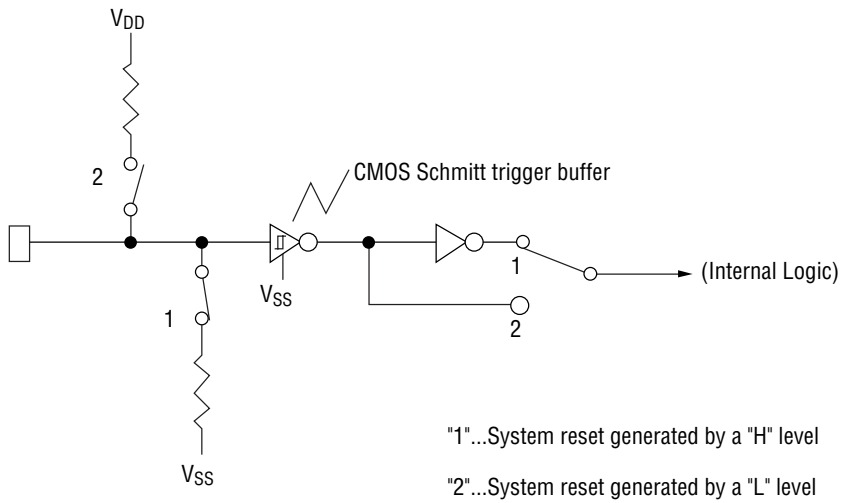 VDD
2
CMOS Schmitt trigger buffer
1
(Internal Logic)
VSS
1
2
VSS
"1"...System reset generated by a "H" level
"2"...System reset generated by a "L" level